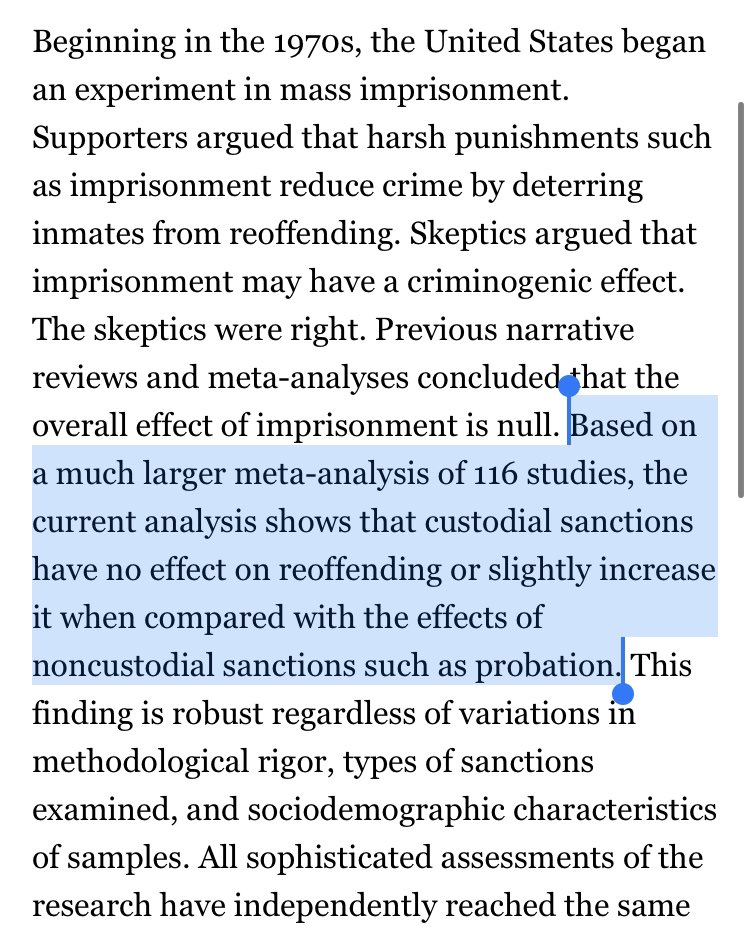 Beginning in the 1970s, the United States began
an experiment in mass imprisonment.
Supporters argued that harsh punishments such
as imprisonment reduce crime by deterring
inmates from reoffending. Skeptics argued that
imprisonment may have a criminogenic effect.
The skeptics were right. Previous narrative
reviews and meta-analyses concluded that the
overall effect of imprisonment is null. Based on
a much larger meta-analysis of 116 studies, the
current analysis shows that custodial sanctions
have no effect on reoffending or slightly increase
it when compared with the effects of
noncustodial sanctions such as probation. This
finding is robust regardless of variations in
methodological rigor, types of sanctions
examined, and sociodemographic characteristics
of samples. All sophisticated assessments of the
research have independently reached the same